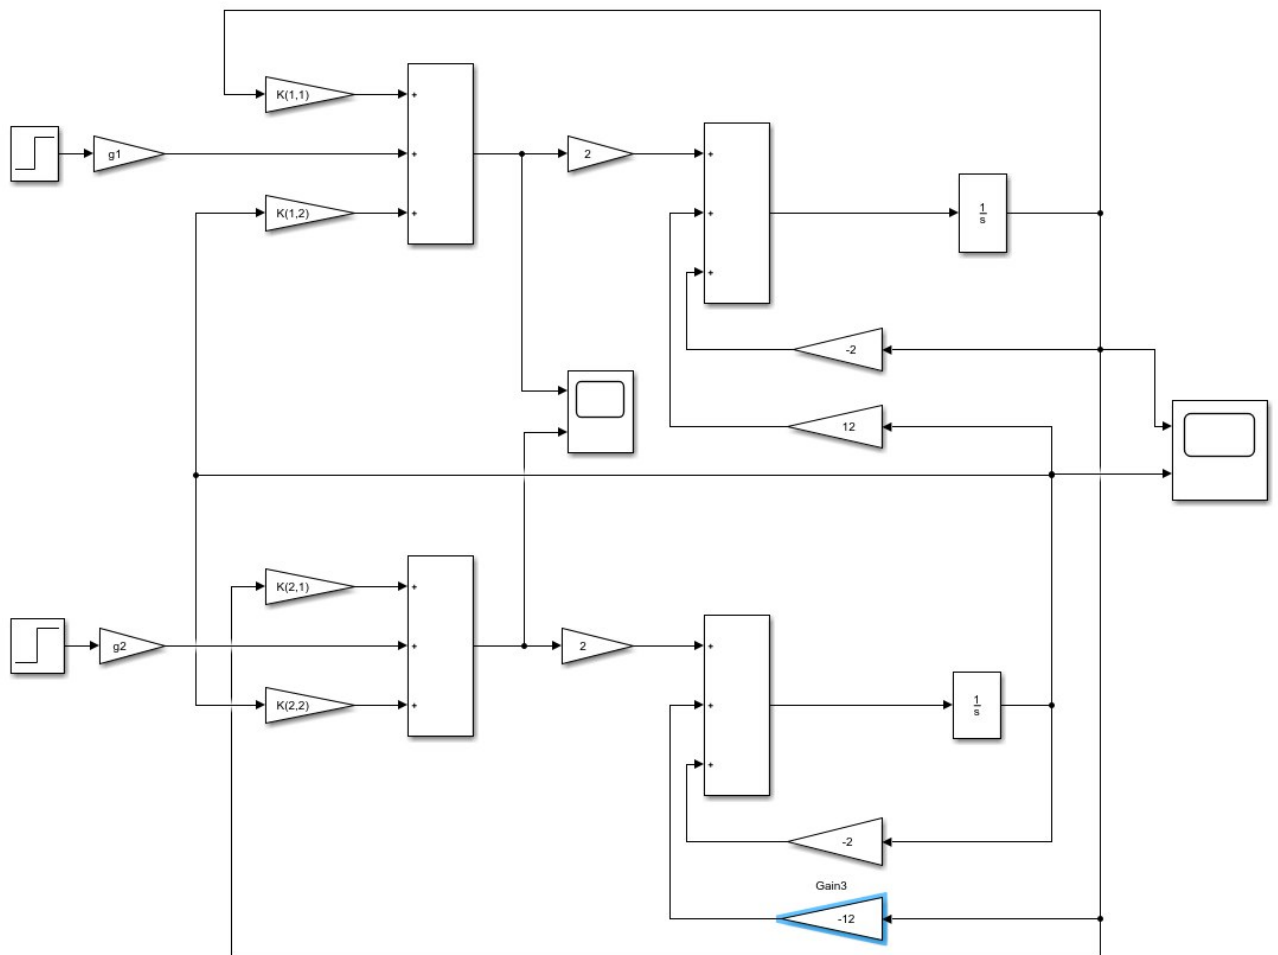 K(1,1)
+
g1
+
2
+
K(1,2)
+
+
1
s
+
-2
12
K(2,1)
+
g2
+
2
+
K(2,2)
+
+
1
s
+
-2
Gain3
-12